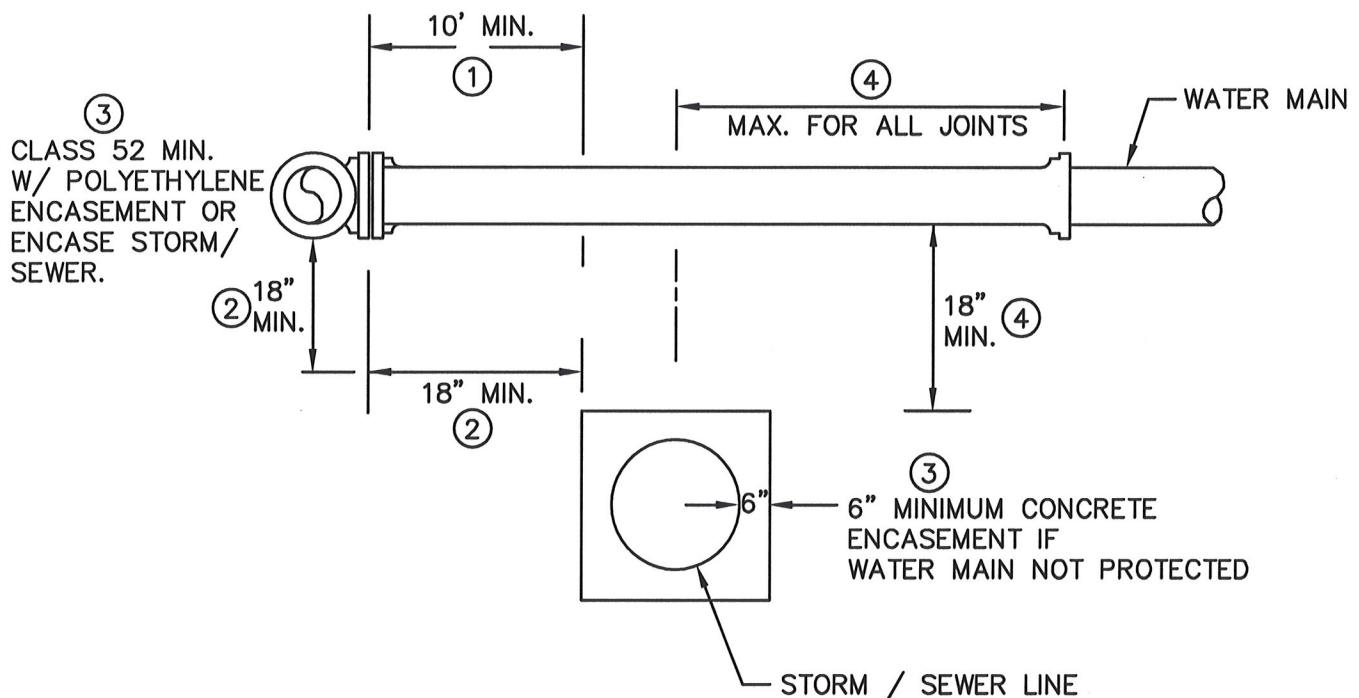 10' MIN.
①
③
CLASS 52 MIN.
W/ POLYETHYLENE
ENCASEMENT OR
ENCASE STORM/
SEWER.
④
MAX. FOR ALL JOINTS
WATER MAIN
② 18"
MIN.
18" MIN.
②
18"
MIN. ④
6"
③
6" MINIMUM CONCRETE
ENCASEMENT IF
WATER MAIN NOT PROTECTED
STORM / SEWER LINE